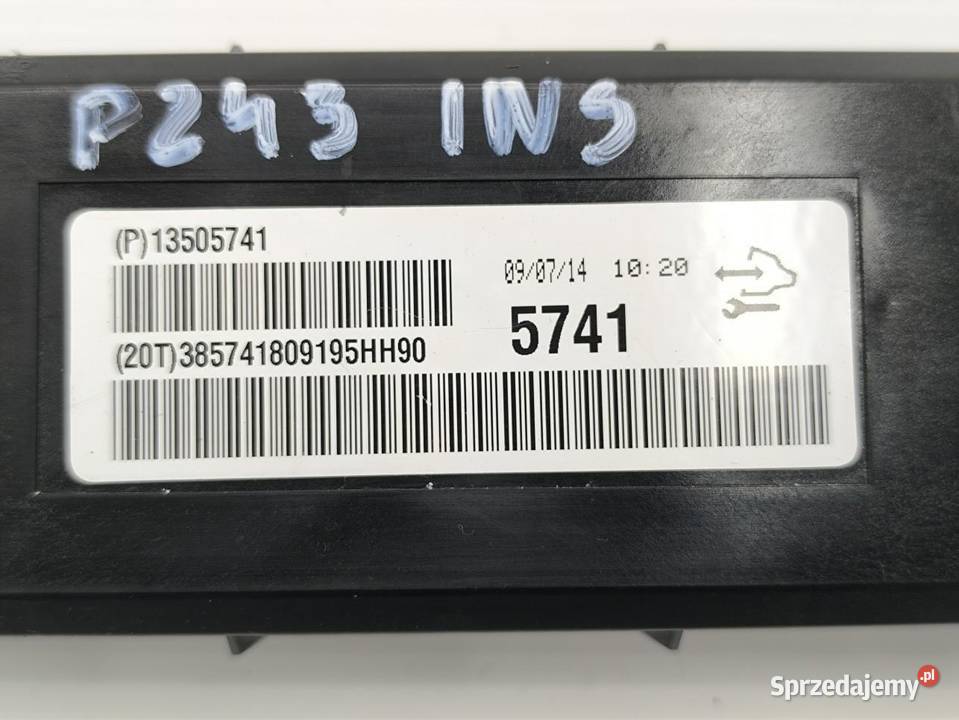 P243 INS
(P)13505741
09/07/14 10:20
5741
(20T)385741809195HH90
Sprzedajemy.pl